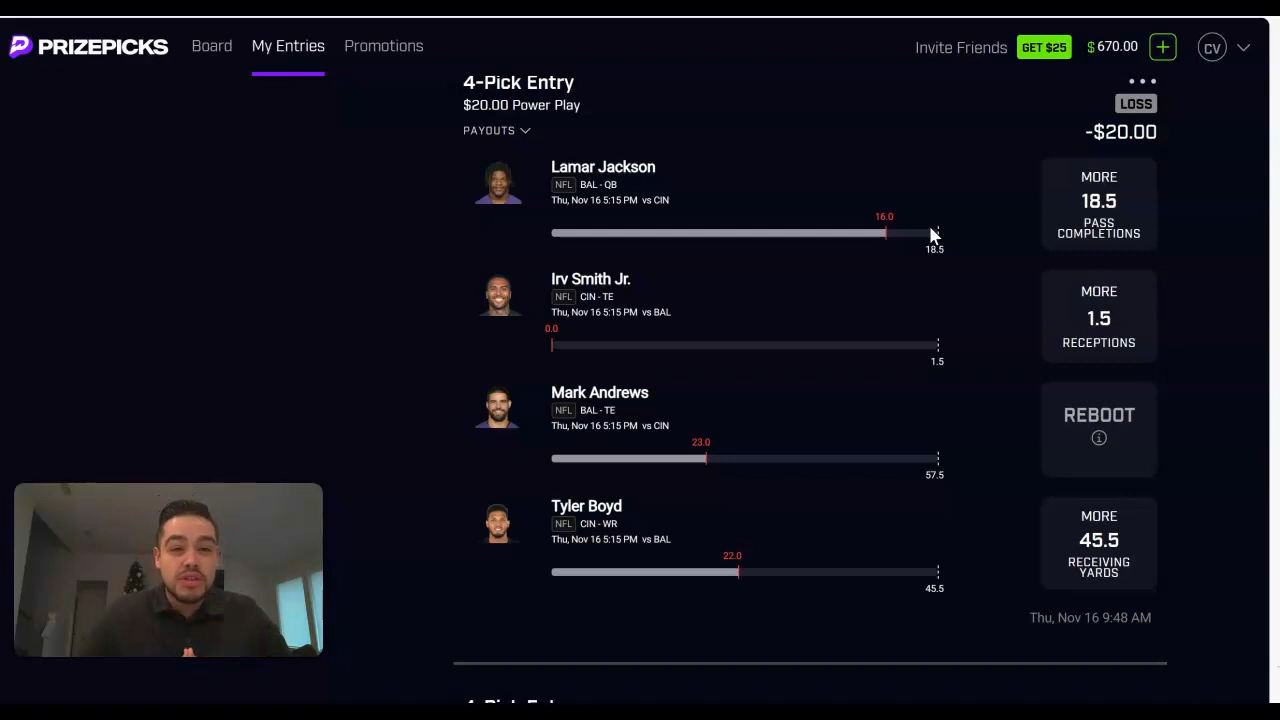 PRIZEPICKS Board My Entries Promotions Invite Friends GET $25 $670.00 + CV
4-Pick Entry
$20.00 Power Play
LOSS
PAYOUTS
-$20.00
Lamar Jackson
NFL BAL - QB
Thu, Nov 16 5:15 PM vs CIN
16.0
18.5
MORE
18.5
PASS
COMPLETIONS
Irv Smith Jr.
NFL CIN - TE
Thu, Nov 16 5:15 PM vs BAL
0.0
1.5
MORE
1.5
RECEPTIONS
Mark Andrews
NFL BAL - TE
Thu, Nov 16 5:15 PM vs CIN
23.0
57.5
REBOOT
Tyler Boyd
NFL CIN - WR
Thu, Nov 16 5:15 PM vs BAL
22.0
45.5
MORE
45.5
RECEIVING
YARDS
Thu, Nov 16 9:48 AM